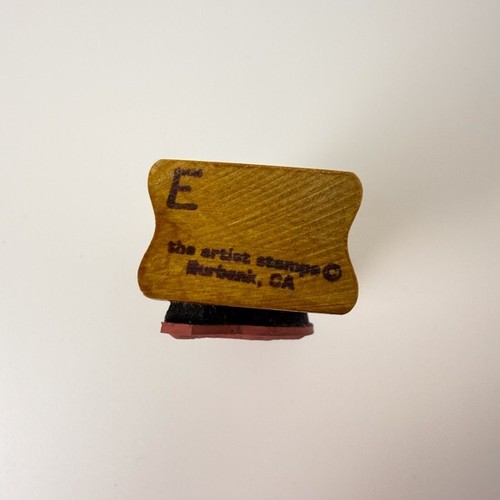 E
the artist stamps ©
Burbank, CA